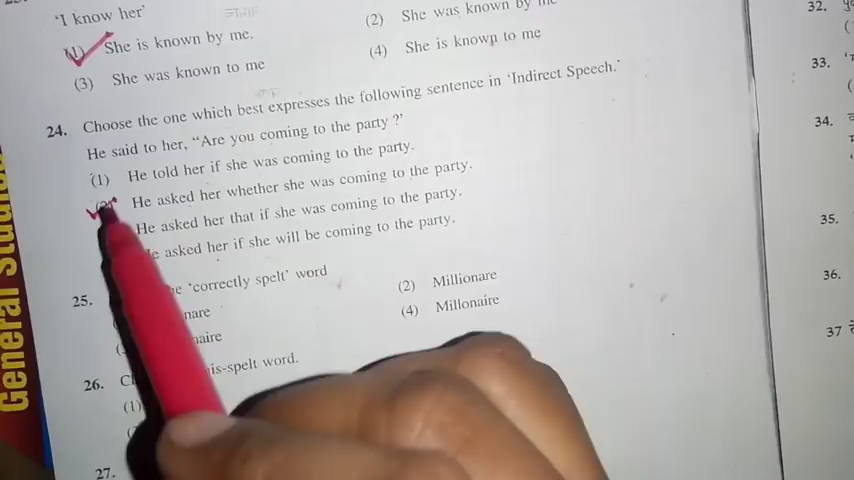 'I know her'
(2) She was known by me
(1) She is known by me.
(4) She is known to me
(3) She was known to me
24. Choose the one which best expresses the following sentence in 'Indirect Speech.'
He said to her, "Are you coming to the party ?'
(1) He told her if she was coming to the party.
(2) He asked her whether she was coming to the party.
He asked her that if she was coming to the party.
He asked her if she will be coming to the party.
25. 'correctly spelt' word
(2) Millionare
(4) Millonaire
26. is-spelt word.
(1)
27.
32.
33.
34.
35.
36.
37
General Studies